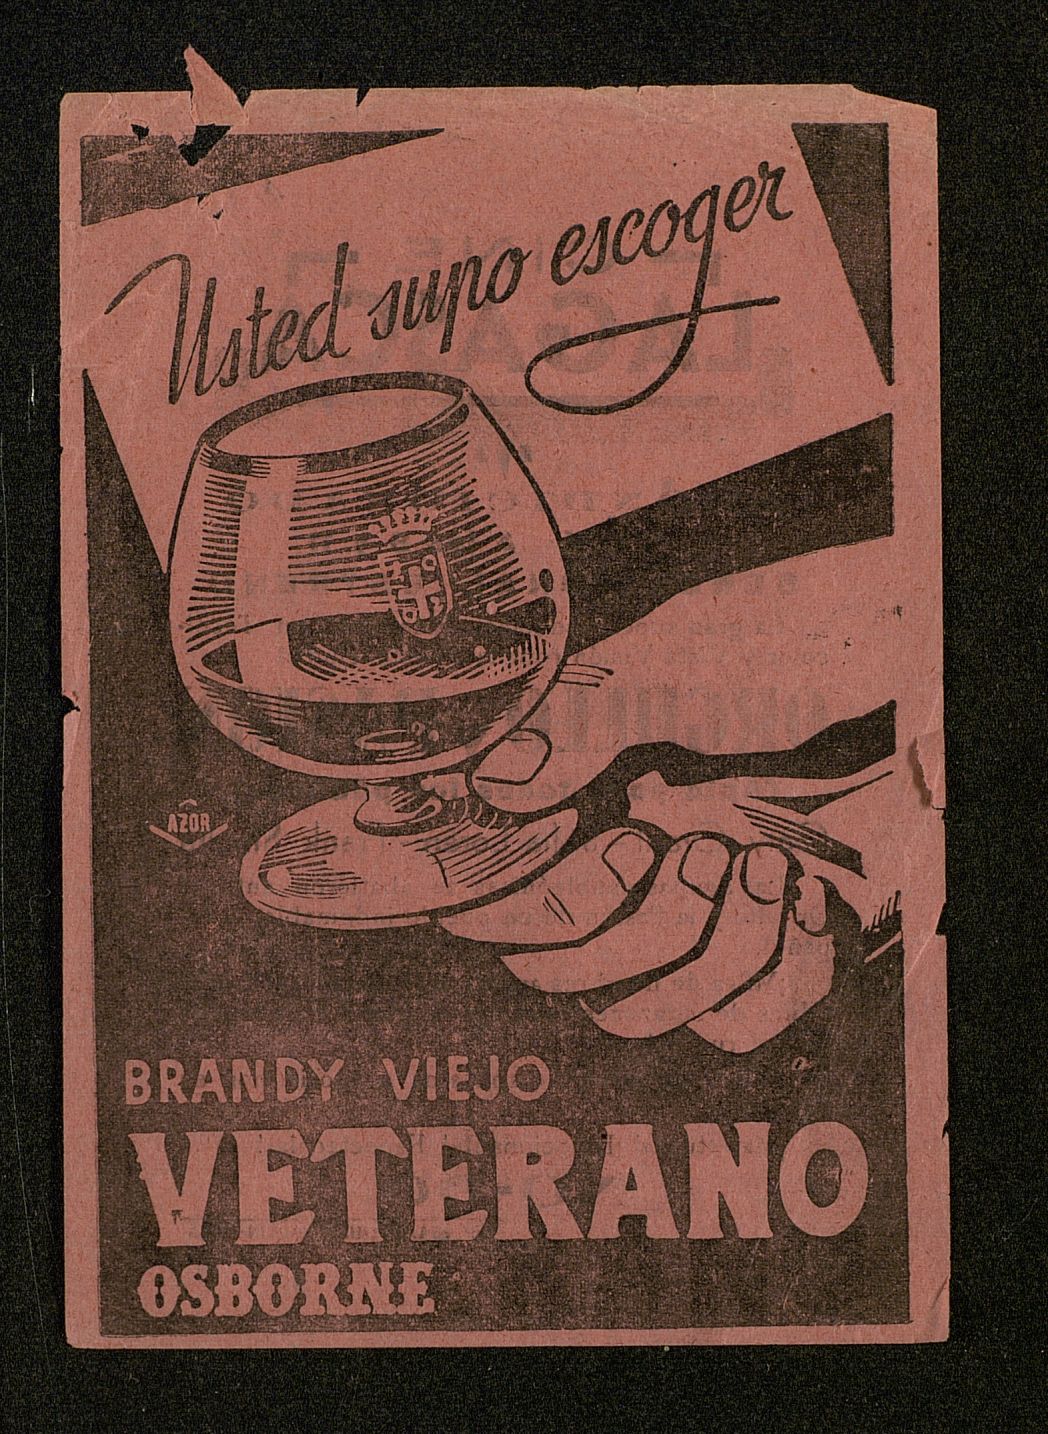 Usted supo escoger
AZOR
BRANDY VIEJO
VETERANO
OSBORNE